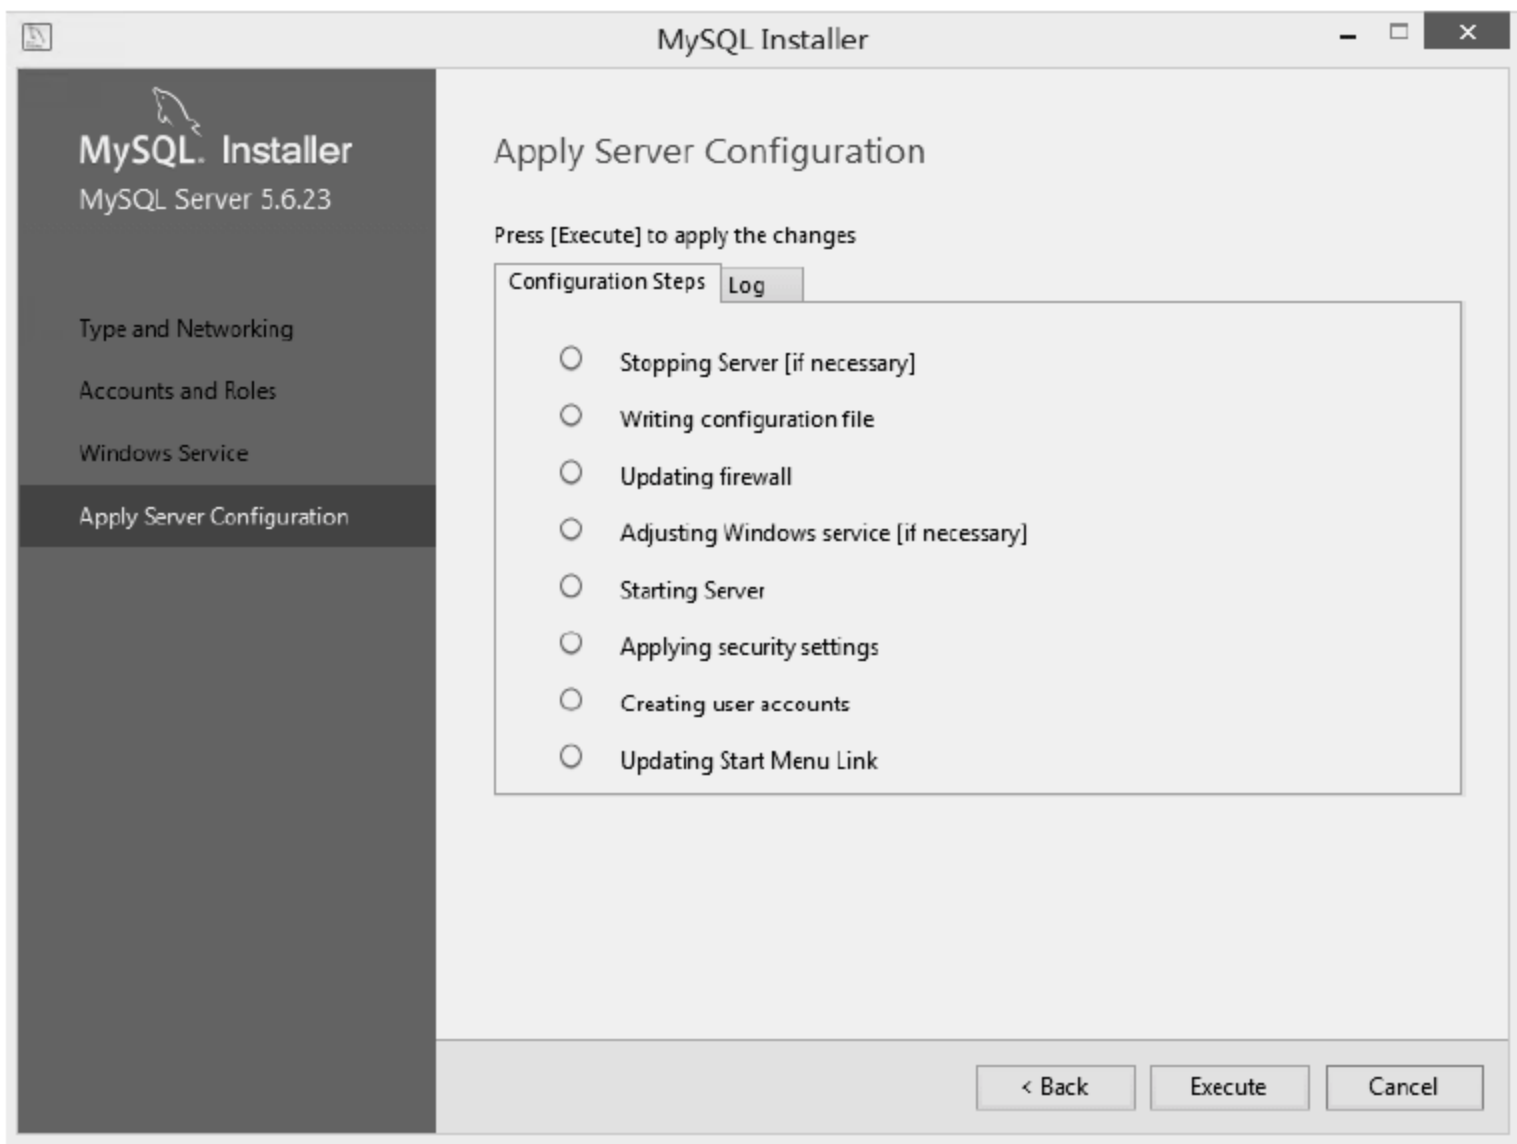 MySQL Installer
MySQL. Installer
MySQL Server 5.6.23
Type and Networking
Accounts and Roles
Windows Service
Apply Server Configuration
Apply Server Configuration
Press [Execute] to apply the changes
Configuration Steps
Log
Stopping Server [if necessary]
Writing configuration file
Updating firewall
Adjusting Windows service [if necessary]
Starting Server
Applying security settings
Creating user accounts
Updating Start Menu Link
< Back
Execute
Cancel